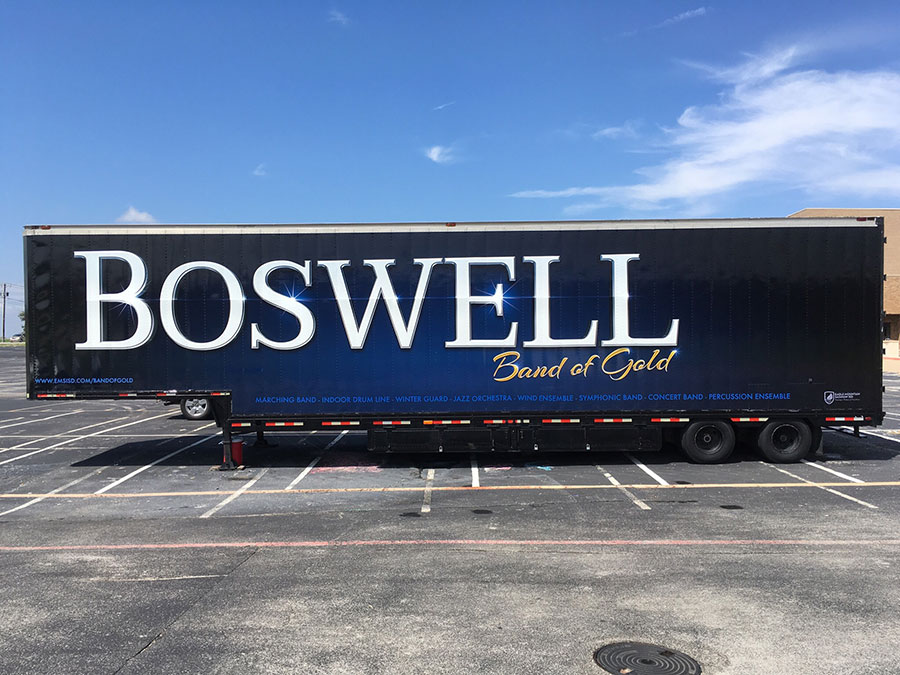 BOSWELL
Band of Gold
WWW.EMSISD.COM/BANDOFGOLD
MARCHING BAND - INDOOR DRUM LINE - WINTER GUARD - JAZZ ORCHESTRA - WIND ENSEMBLE - SYMPHONIC BAND - CONCERT BAND - PERCUSSION ENSEMBLE